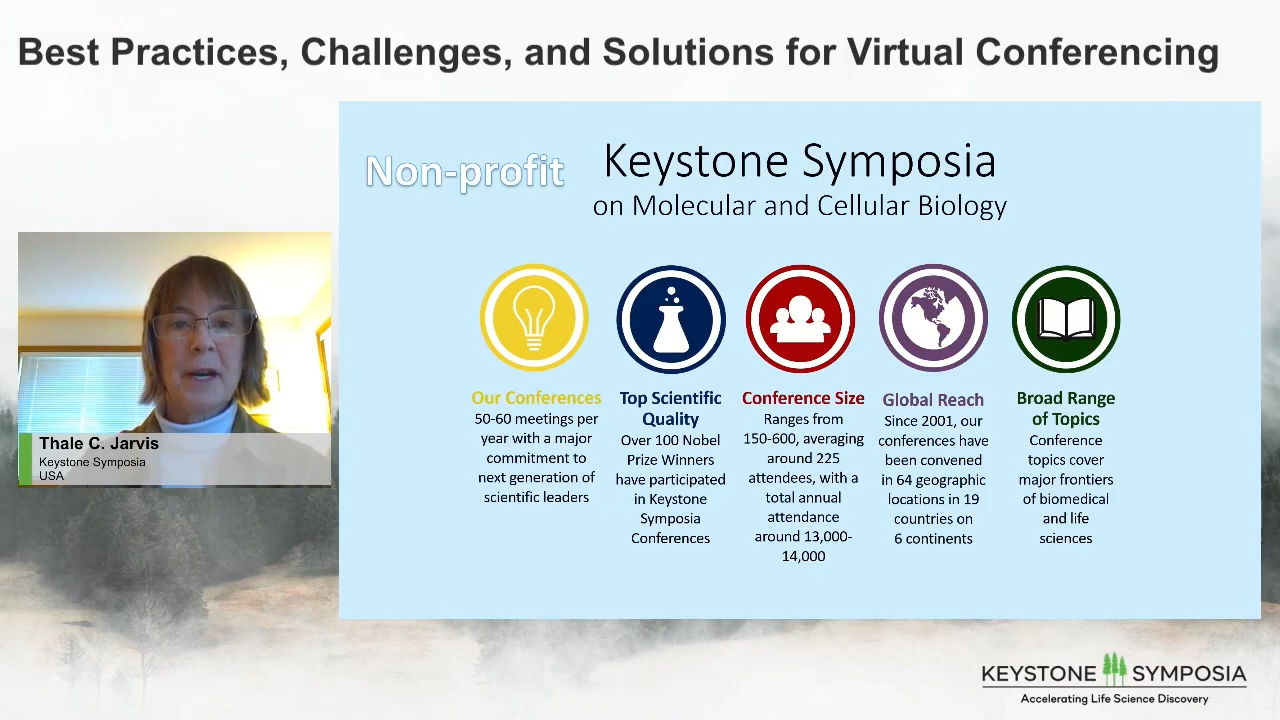 Best Practices, Challenges, and Solutions for Virtual Conferencing
Non-profit
Keystone Symposia
on Molecular and Cellular Biology
Our Conferences
50-60 meetings per
year with a major
commitment to
next generation of
scientific leaders
Top Scientific
Quality
Over 100 Nobel
Prize Winners
have participated
in Keystone
Symposia
Conferences
Conference Size
Ranges from
150-600, averaging
around 225
attendees, with a
total annual
attendance
around 13,000-
14,000
Global Reach
Since 2001, our
conferences have
been convened
in 64 geographic
locations in 19
countries on
6 continents
Broad Range
of Topics
Conference
topics cover
major frontiers
of biomedical
and life
sciences
Thale C. Jarvis
Keystone Symposia
USA
KEYSTONE SYMPOSIA
Accelerating Life Science Discovery